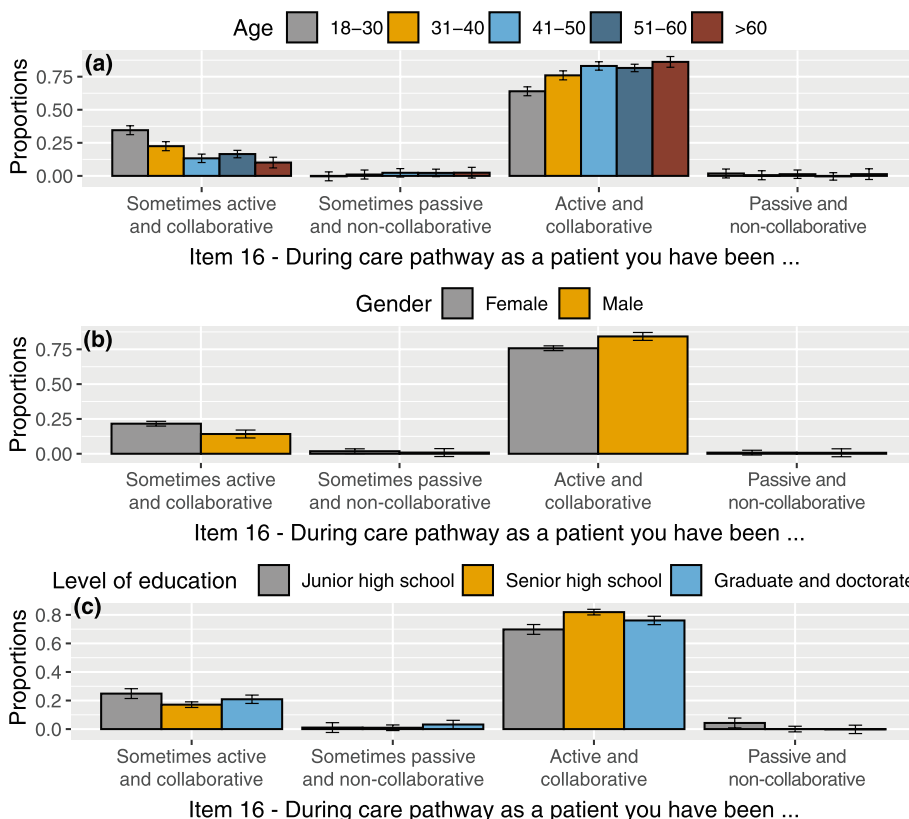 Age 18–30 31–40 41–50 51–60 >60
(a)
Proportions
0.75
0.50
0.25
0.00
Sometimes active and collaborative
Sometimes passive and non-collaborative
Active and collaborative
Passive and non-collaborative
Item 16 - During care pathway as a patient you have been ...
Gender Female Male
(b)
Proportions
0.75
0.50
0.25
0.00
Sometimes active and collaborative
Sometimes passive and non-collaborative
Active and collaborative
Passive and non-collaborative
Item 16 - During care pathway as a patient you have been ...
Level of education Junior high school Senior high school Graduate and doctorate
(c)
Proportions
0.8
0.6
0.4
0.2
0.0
Sometimes active and collaborative
Sometimes passive and non-collaborative
Active and collaborative
Passive and non-collaborative
Item 16 - During care pathway as a patient you have been ...